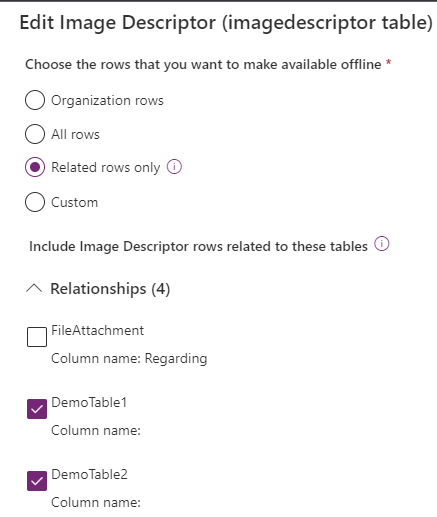 Edit Image Descriptor (imagedescriptor table)
Choose the rows that you want to make available offline *
Organization rows
All rows
Related rows only
Custom
Include Image Descriptor rows related to these tables
Relationships (4)
FileAttachment
Column name: Regarding
DemoTable1
Column name:
DemoTable2
Column name: